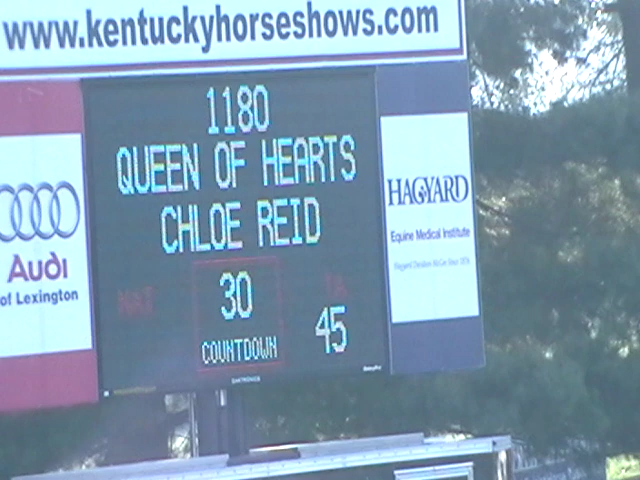 www.kentuckyhorseshows.com
1180
QUEEN OF HEARTS
CHLOE REID
30
COUNTDOWN
45
Audi
of Lexington
HAGYARD
Equine Medical Institute
DAKTRONICS